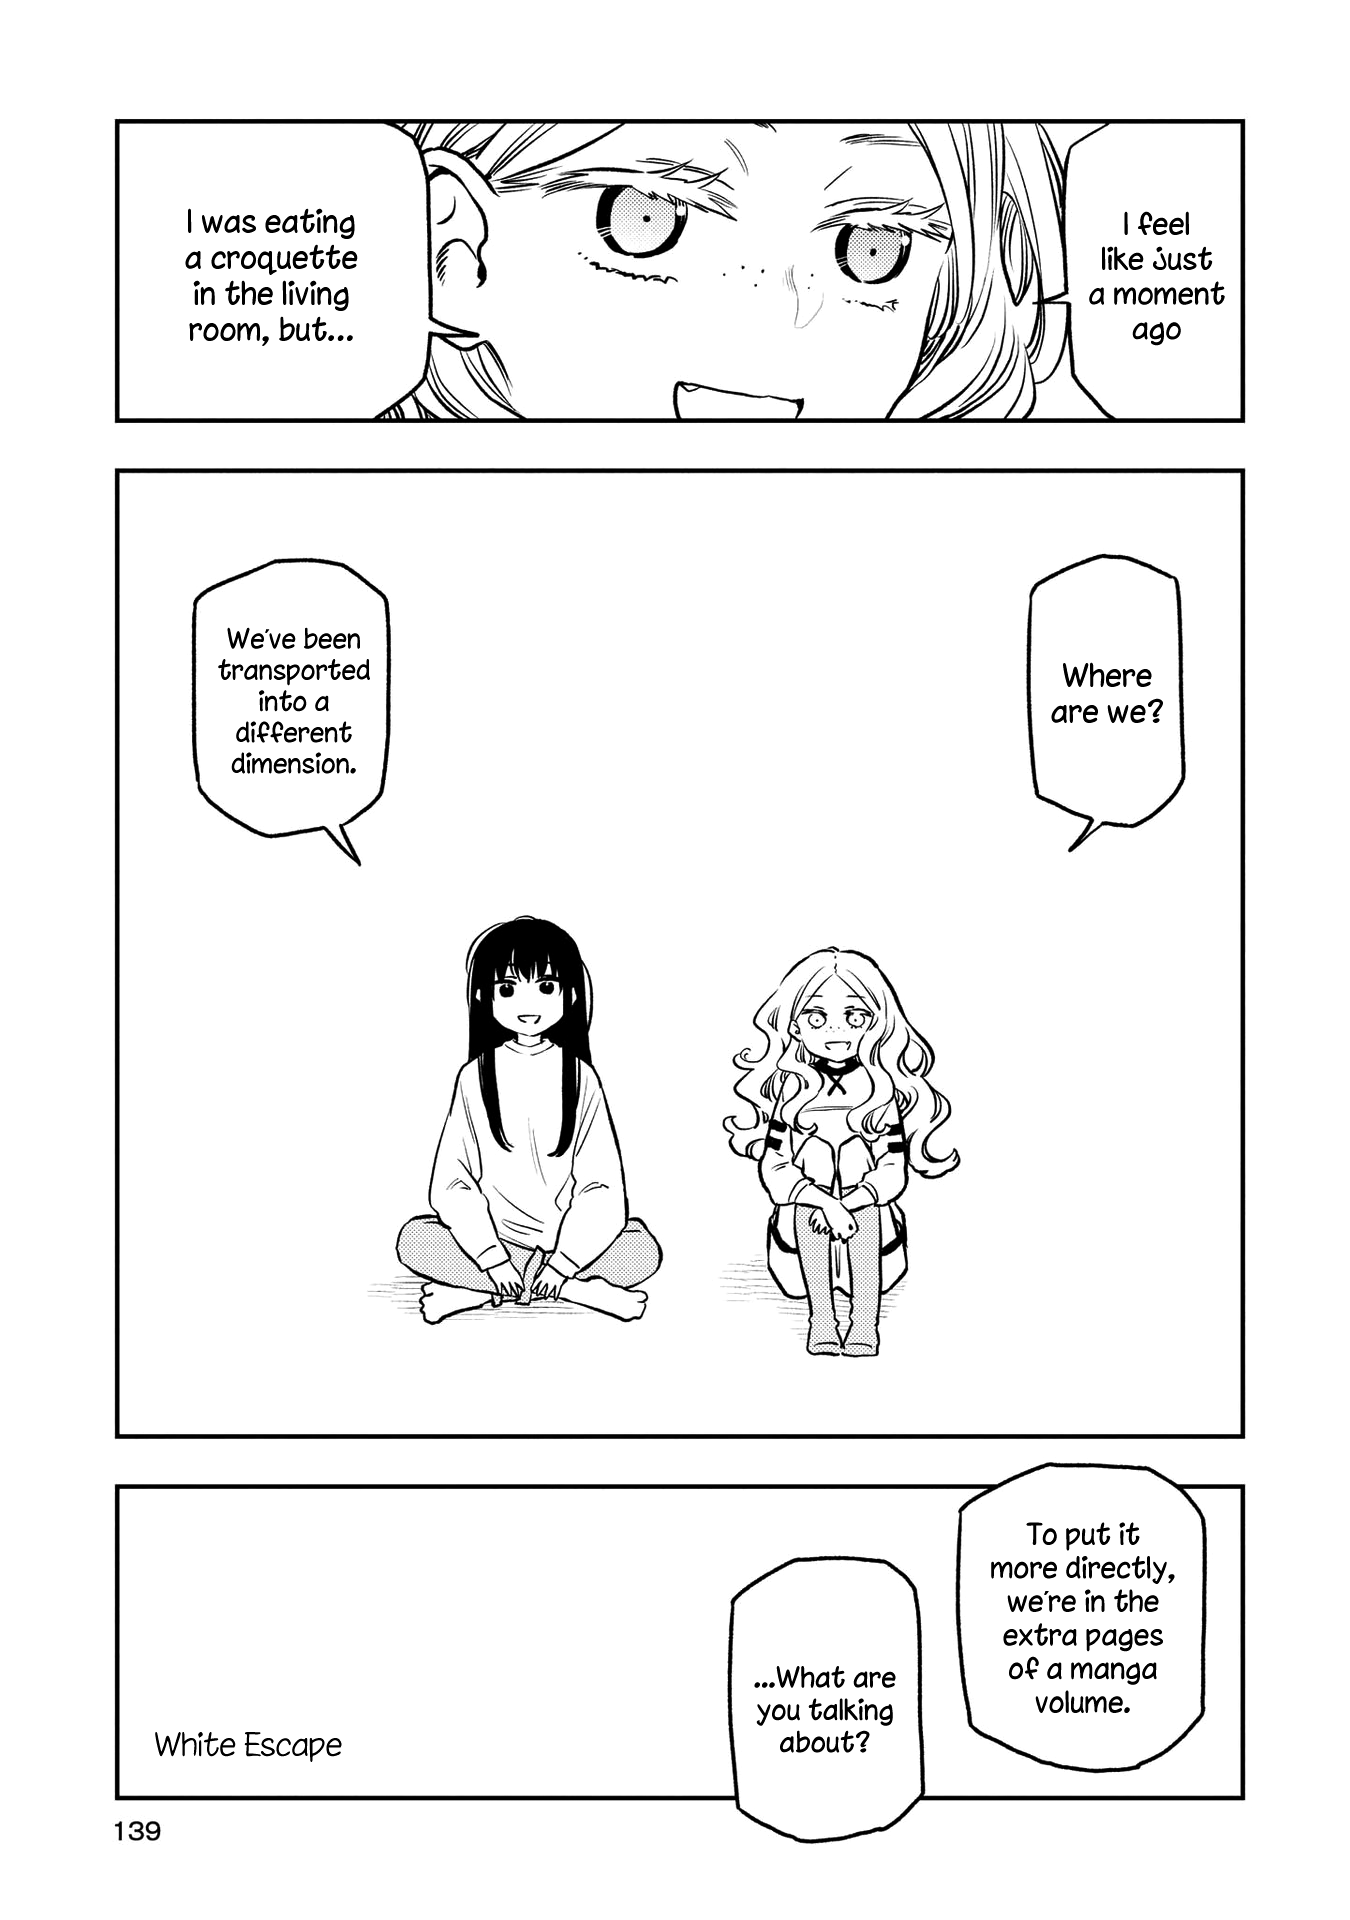 I feel
like just
a moment
ago
I was eating
a croquette
in the living
room, but...
Where
are we?
We've been
transported
into a
different
dimension.
To put it
more directly,
we're in the
extra pages
of a manga
volume.
...What are
you talking
about?
White Escape
139